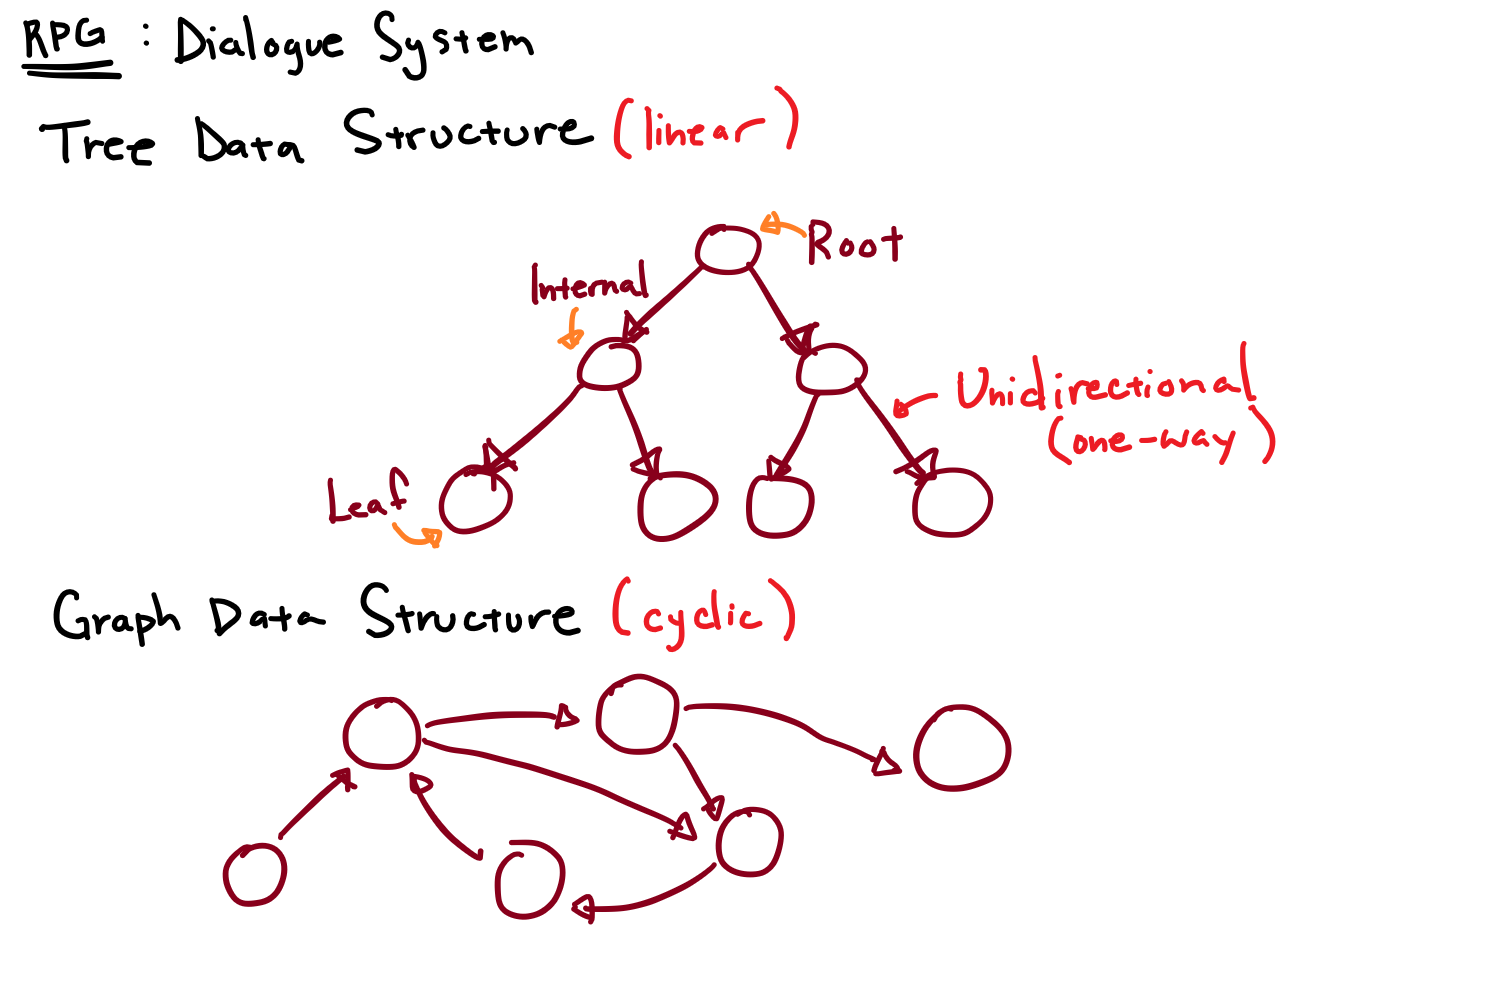 RPG : Dialogue System
Tree Data Structure (linear)
Root
Internal
Unidirectional
(one-way)
Leaf
Graph Data Structure (cyclic)